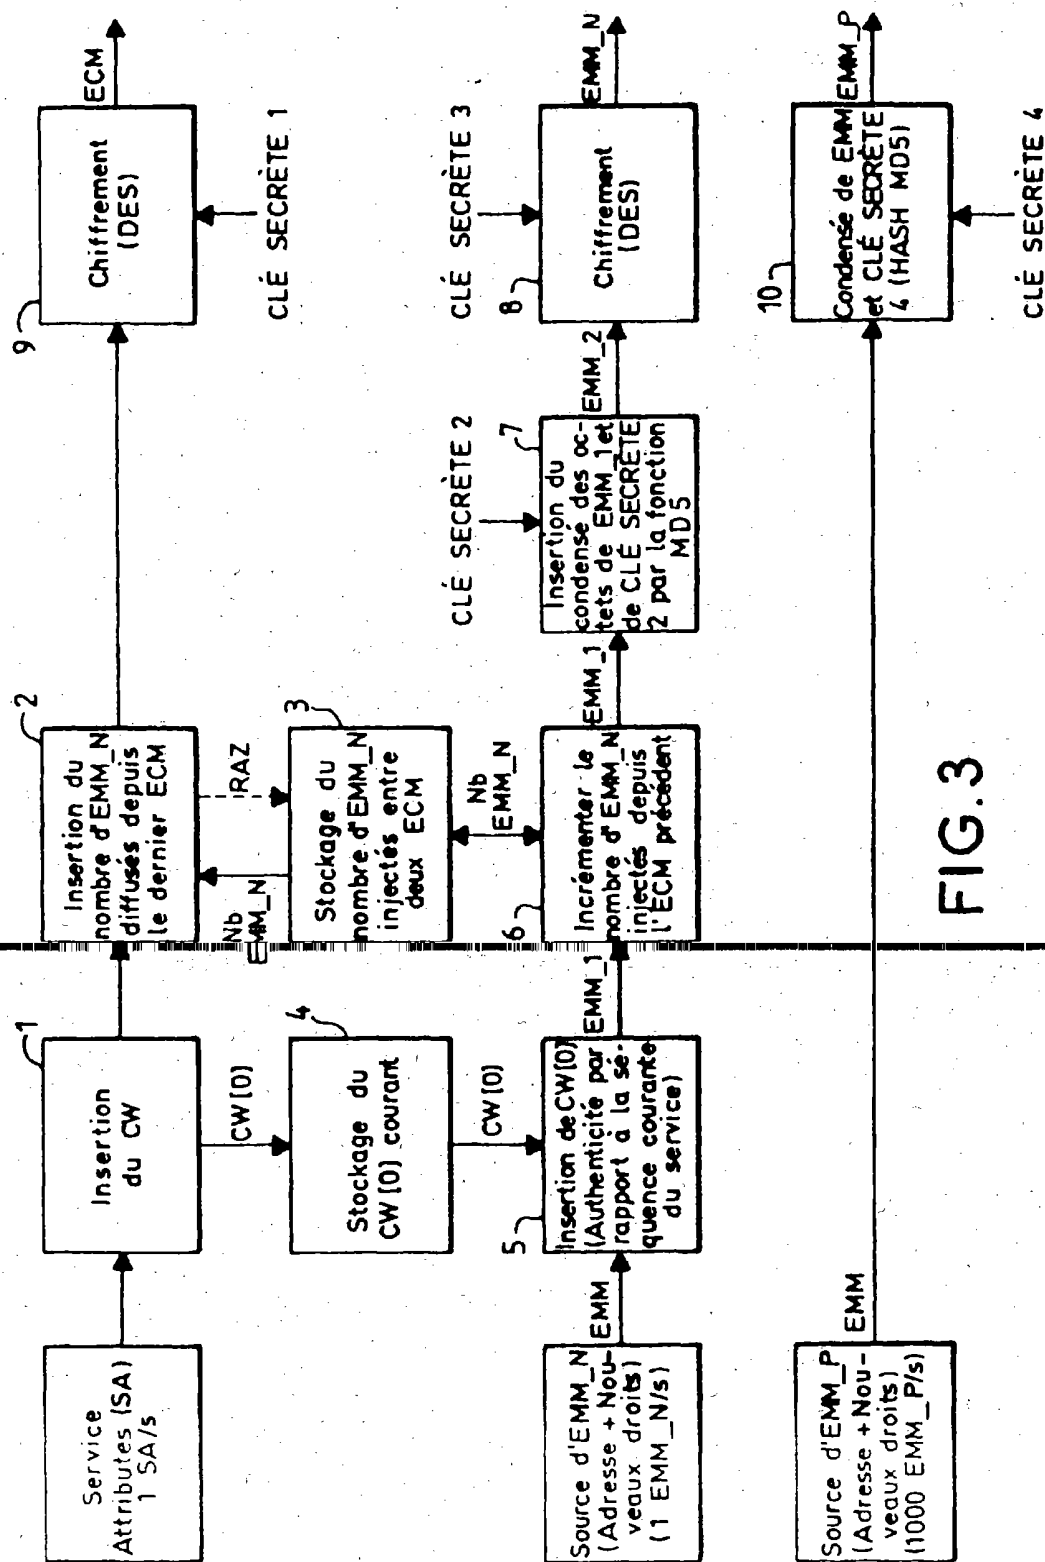 Service
Attributes (SA)
1 SA/s
1
Insertion
du CW
2
Insertion du
nombre d'EMM_N
diffusés depuis
le dernier ECM
9
Chiffrement
(DES)
ECM
CLÉ SECRÈTE 1
CW[0]
Nb
EMM_N
RAZ
4
Stockage du
CW[0] courant
3
Stockage du
nombre d'EMM_N
injectés entre
deux ECM
CW[0]
Nb
EMM_N
CLÉ SECRÈTE 2
CLÉ SECRÈTE 3
Source d'EMM_N
(Adresse + Nou-
veaux droits)
(1 EMM_N/s)
EMM
5
Insertion de CW[0]
(Authenticité par
rapport à la sé-
quence courante
du service)
EMM_1
6
Incrémenter le
nombre d'EMM_N
injectés depuis
l'ECM précédent
EMM_1
7
Insertion du
condensé des oc-
tets de EMM_1 et
de CLÉ SECRÈTE
2 par la fonction
MD5
EMM_2
8
Chiffrement
(DES)
EMM_N
Source d'EMM_P
(Adresse + Nou-
veaux droits)
(1000 EMM_P/s)
EMM
10
Condensé de EMM
et CLÉ SECRÈTE
4 (HASH MD5)
EMM_P
CLÉ SECRÈTE 4
FIG.3